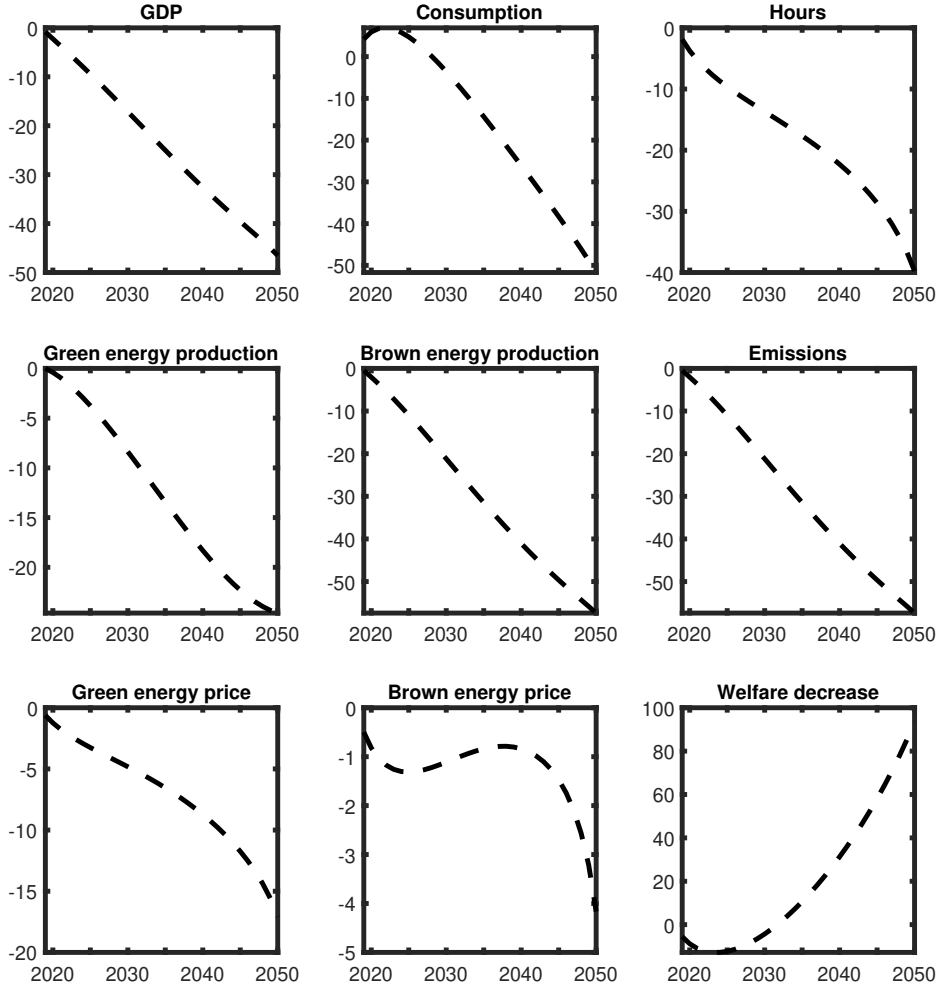 GDP
0
-10
-20
-30
-40
-50
2020 2030 2040 2050
Consumption
0
-10
-20
-30
-40
-50
2020 2030 2040 2050
Hours
0
-10
-20
-30
-40
2020 2030 2040 2050
Green energy production
0
-5
-10
-15
-20
2020 2030 2040 2050
Brown energy production
0
-10
-20
-30
-40
-50
2020 2030 2040 2050
Emissions
0
-10
-20
-30
-40
-50
2020 2030 2040 2050
Green energy price
0
-5
-10
-15
-20
2020 2030 2040 2050
Brown energy price
0
-1
-2
-3
-4
-5
2020 2030 2040 2050
Welfare decrease
100
80
60
40
20
0
2020 2030 2040 2050